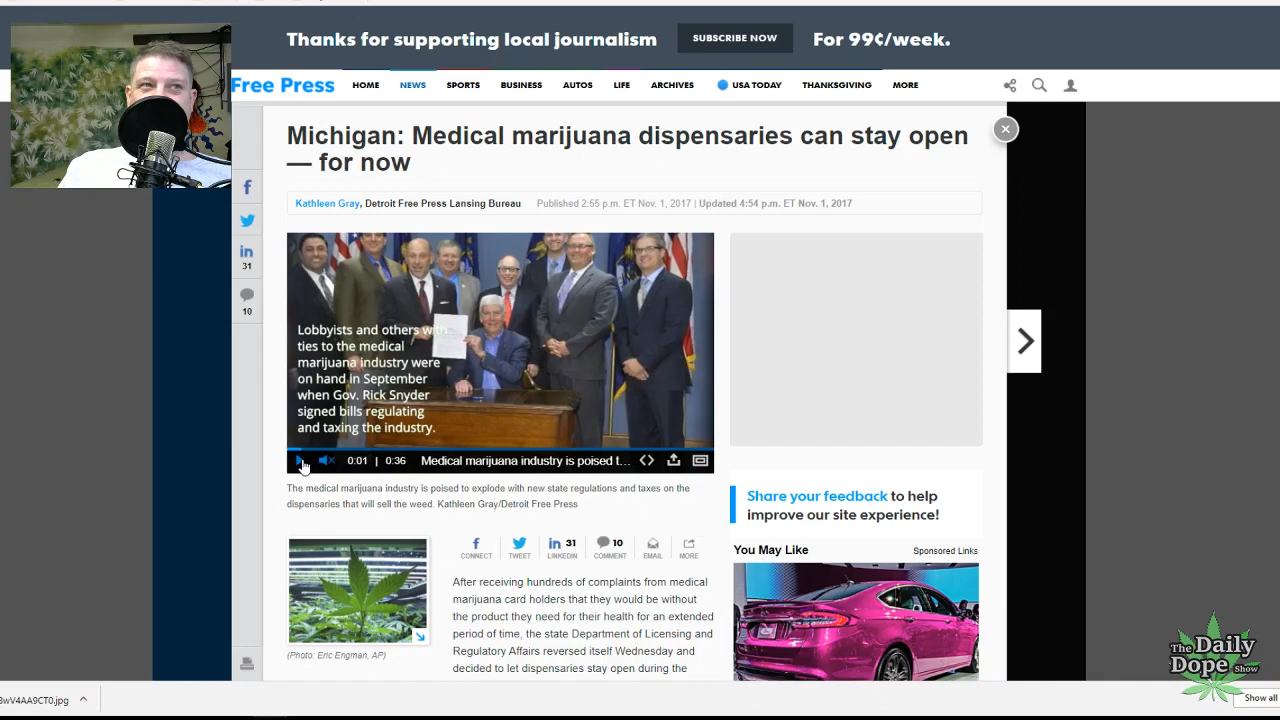 Thanks for supporting local journalism
SUBSCRIBE NOW
For 99¢/week.
Free Press
HOME
NEWS
SPORTS
BUSINESS
AUTOS
LIFE
ARCHIVES
USA TODAY
THANKSGIVING
MORE
Michigan: Medical marijuana dispensaries can stay open
— for now
Kathleen Gray, Detroit Free Press Lansing Bureau
Published 2:55 p.m. ET Nov. 1, 2017 | Updated 4:54 p.m. ET Nov. 1, 2017
31
10
Lobbyists and others with
ties to the medical
marijuana industry were
on hand in September
when Gov. Rick Snyder
signed bills regulating
and taxing the industry.
0:01 | 0:36
Medical marijuana industry is poised t...
The medical marijuana industry is poised to explode with new state regulations and taxes on the
dispensaries that will sell the weed. Kathleen Gray/Detroit Free Press
(Photo: Eric Engman, AP)
CONNECT
TWEET
31
LINKEDIN
10
COMMENT
EMAIL
MORE
After receiving hundreds of complaints from medical
marijuana card holders that they would be without
the product they need for their health for an extended
period of time, the state Department of Licensing and
Regulatory Affairs reversed itself Wednesday and
decided to let dispensaries stay open during the
Share your feedback to help
improve our site experience!
You May Like
Sponsored Links
The Daily
Dope Show
wV4AA9CT0.jpg
Show all